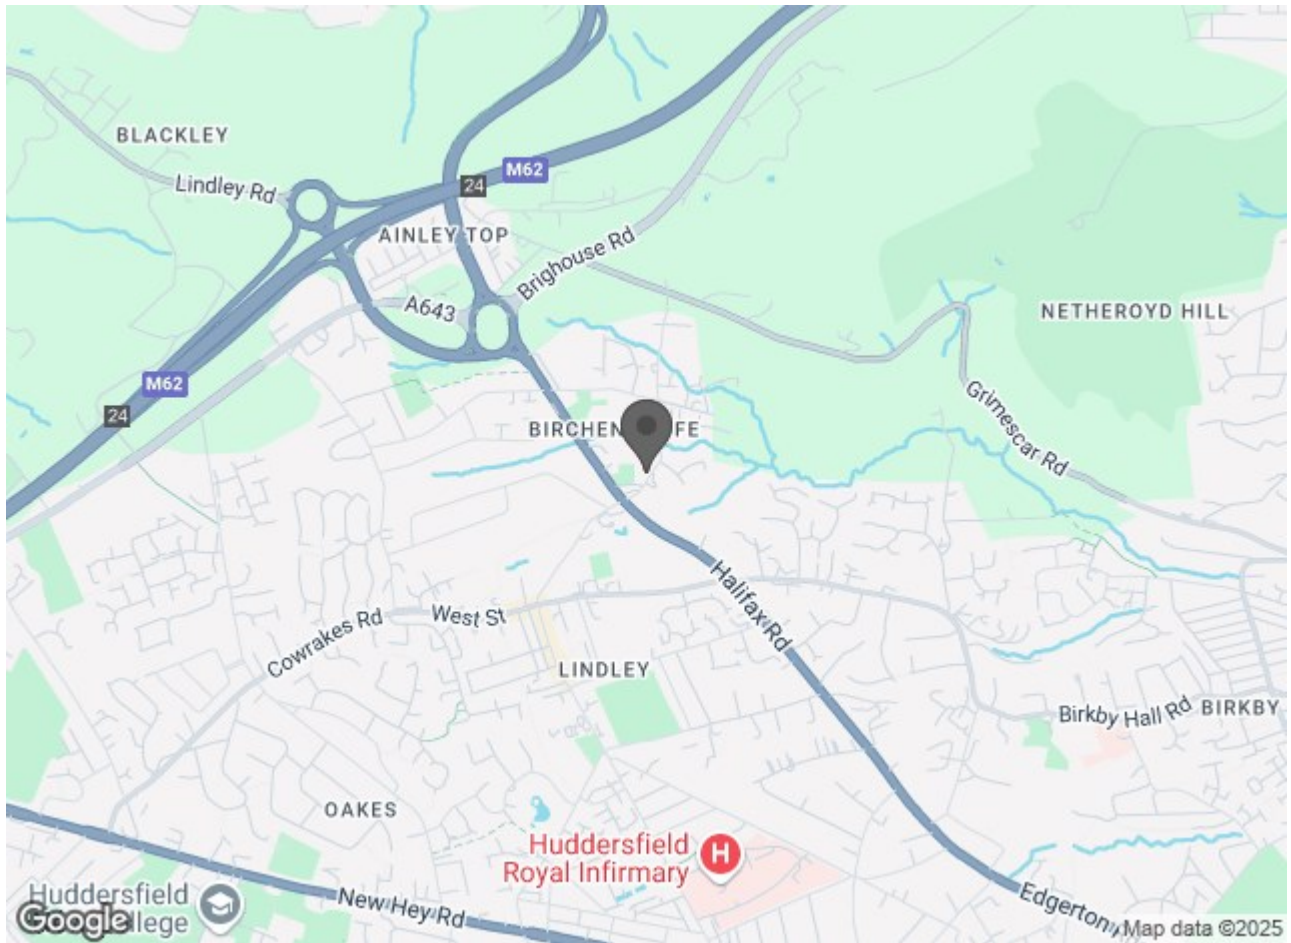 BLACKLEY
M62
24
Lindley Rd
AINLEY TOP
Brighouse Rd
A643
NETHEROYD HILL
M62
24
Grimescar Rd
Halifax Rd
West St
Cowrakes Rd
LINDLEY
Birkby Hall Rd
BIRKBY
OAKES
Huddersfield
Royal Infirmary
H
Huddersfield
New Hey Rd
Google
Map data ©2025